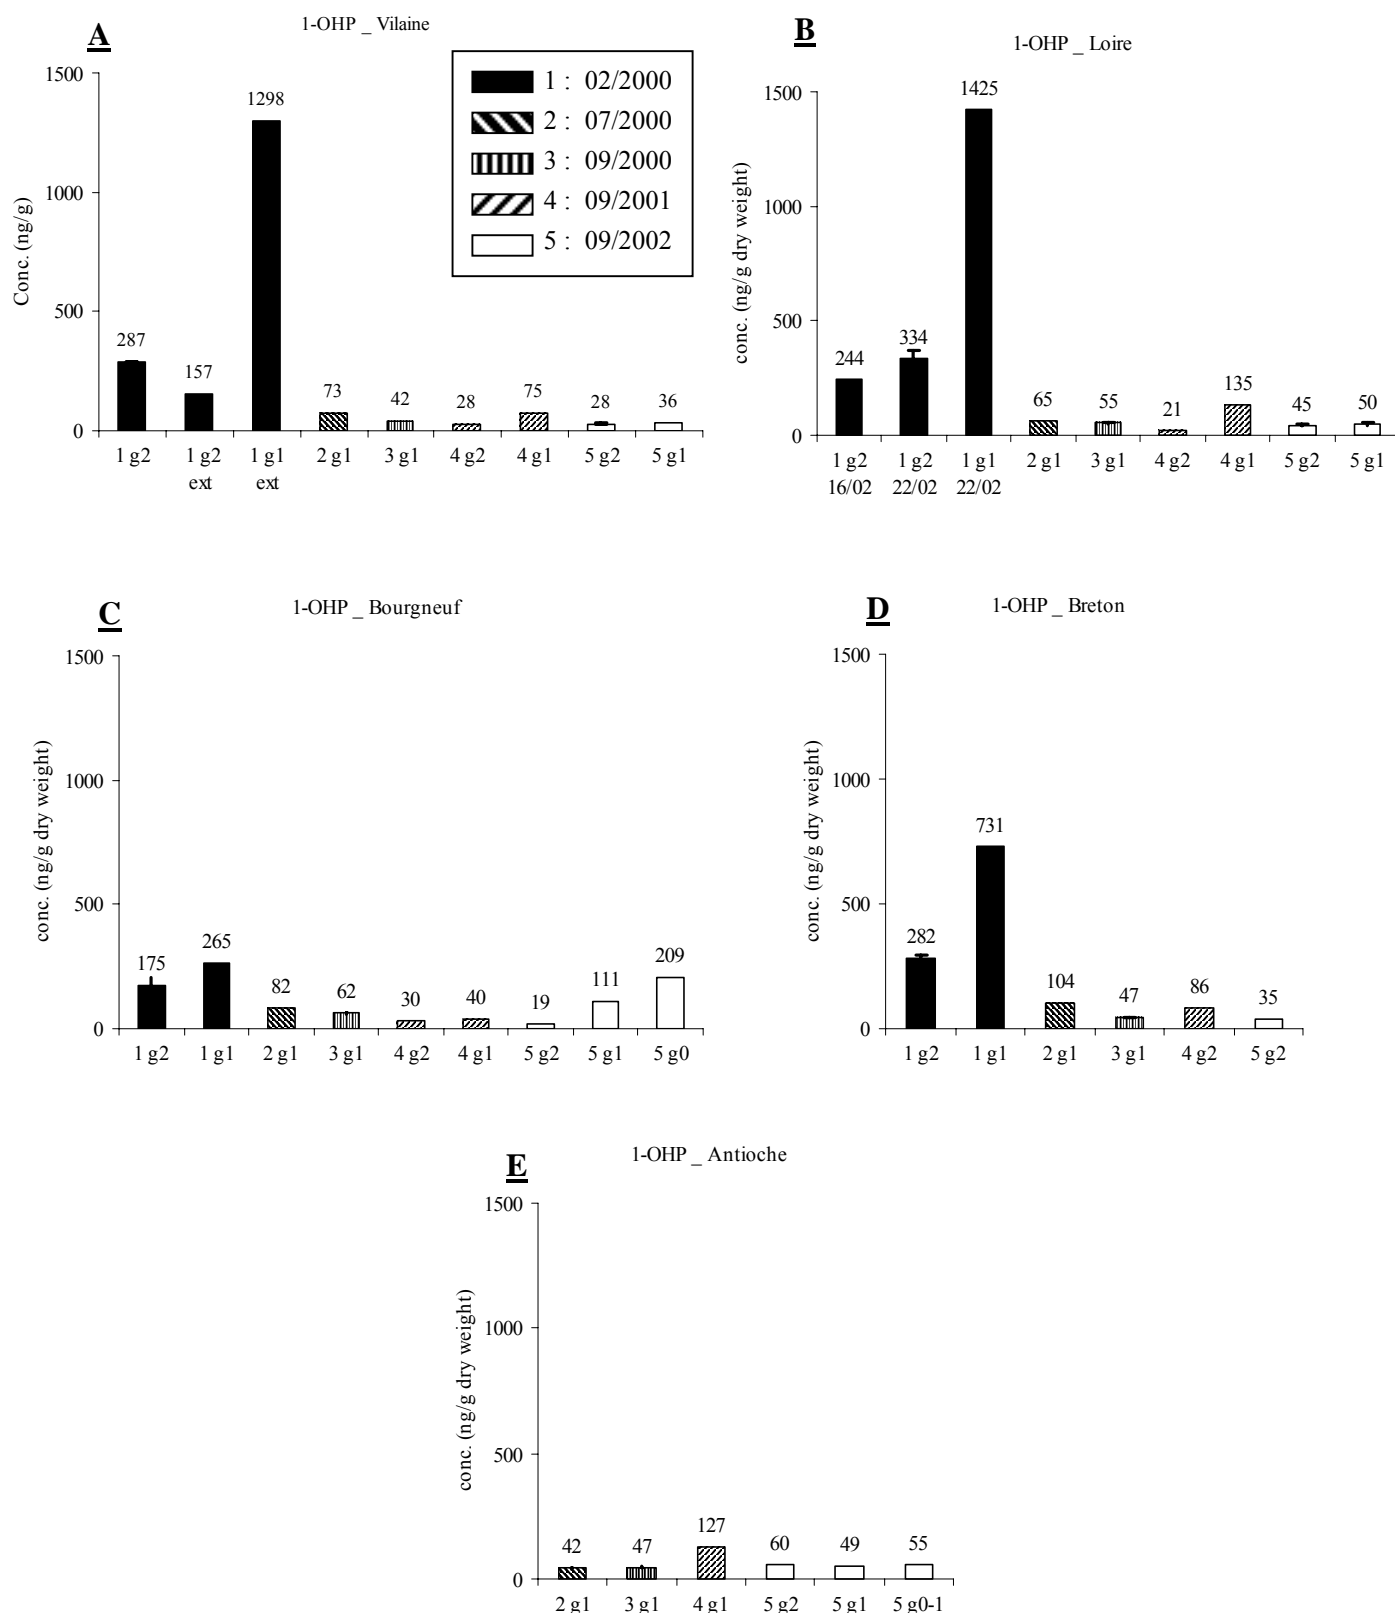 A
1-OHP _ Vilaine
1 : 02/2000
2 : 07/2000
3 : 09/2000
4 : 09/2001
5 : 09/2002
Conc. (ng/g)
1500
1000
500
0
287
157
1298
73
42
28
75
28
36
1 g2
1 g2 ext
1 g1 ext
2 g1
3 g1
4 g2
4 g1
5 g2
5 g1
B
1-OHP _ Loire
conc. (ng/g dry weight)
1500
1000
500
0
244
334
1425
65
55
21
135
45
50
1 g2 16/02
1 g2 22/02
1 g1 22/02
2 g1
3 g1
4 g2
4 g1
5 g2
5 g1
C
1-OHP _ Bourgneuf
conc. (ng/g dry weight)
1500
1000
500
0
175
265
82
62
30
40
19
111
209
1 g2
1 g1
2 g1
3 g1
4 g2
4 g1
5 g2
5 g1
5 g0
D
1-OHP _ Breton
conc. (ng/g dry weight)
1500
1000
500
0
282
731
104
47
86
35
1 g2
1 g1
2 g1
3 g1
4 g2
5 g2
E
1-OHP _ Antioche
conc. (ng/g dry weight)
1500
1000
500
0
42
47
127
60
49
55
2 g1
3 g1
4 g1
5 g2
5 g1
5 g0-1